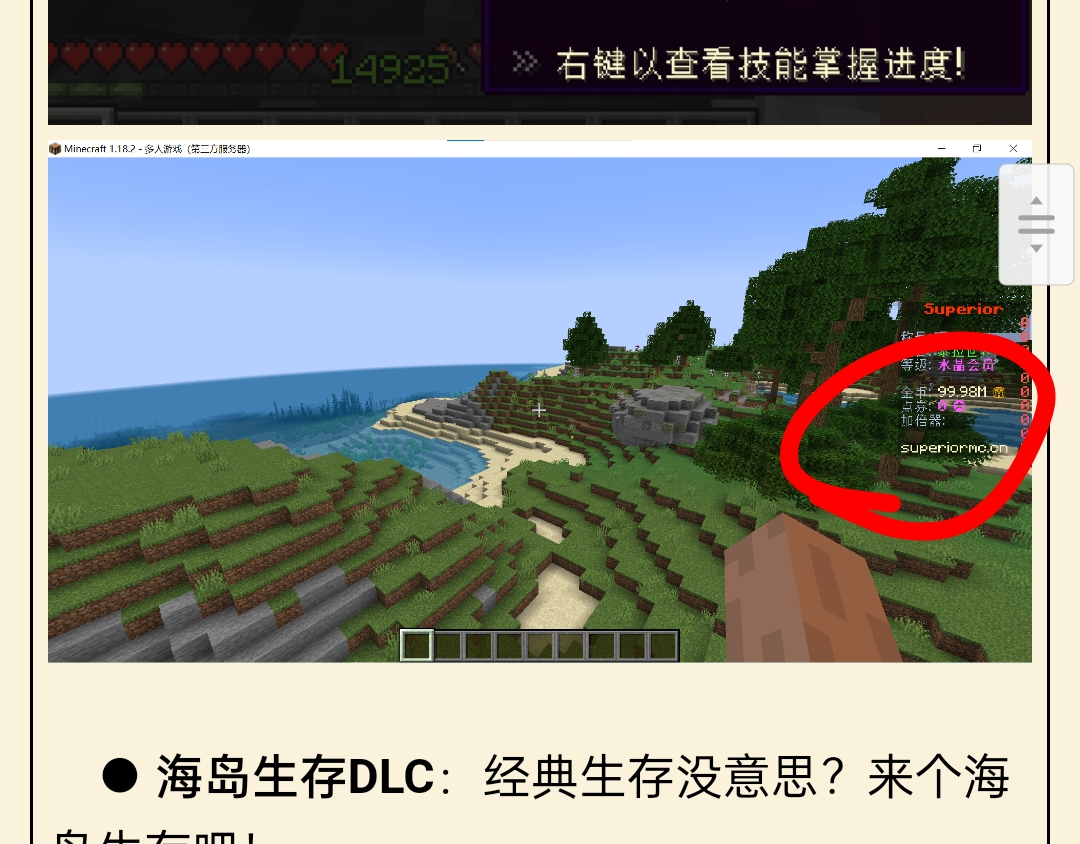 14925
» 右键以查看技能掌握进度!
Minecraft 1.18.2 - 多人游戏（第三方服务器）
Superior
等级: 水晶会员
金币: 99.98M
点券: 0
加倍器:
superiormc.cn
● 海岛生存DLC：经典生存没意思？来个海
岛生存吧！